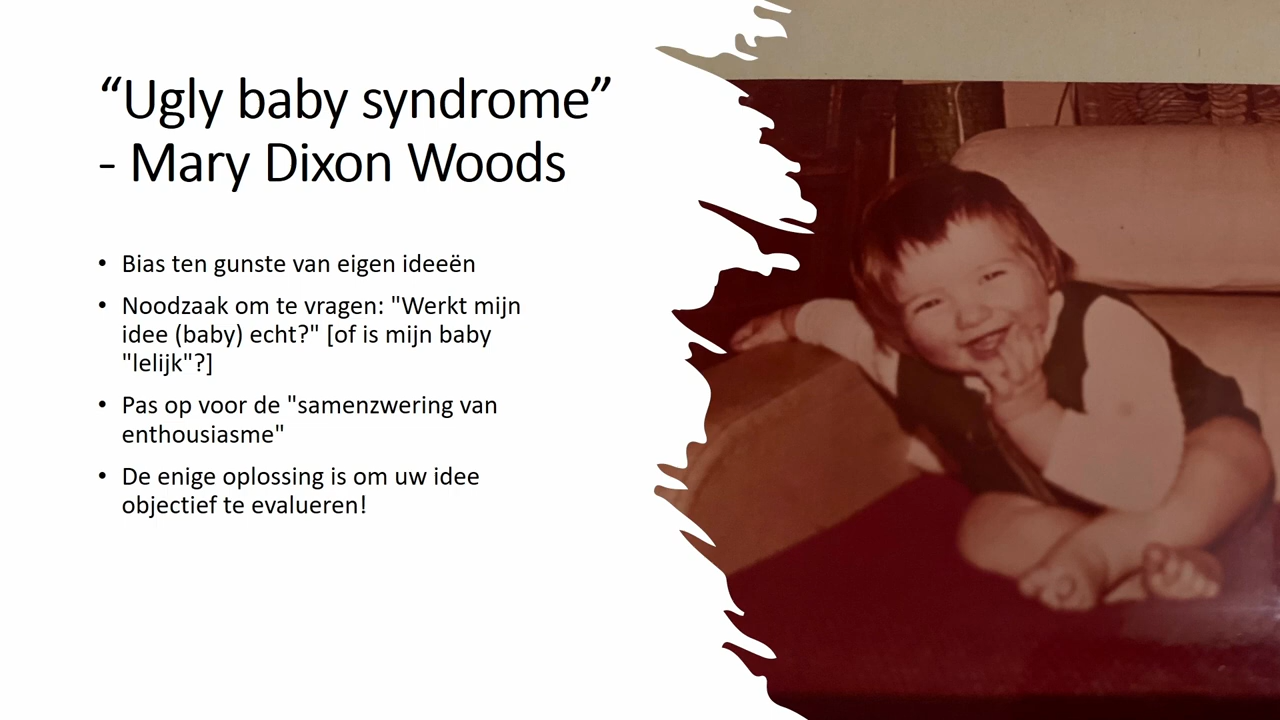 “Ugly baby syndrome”
- Mary Dixon Woods
• Bias ten gunste van eigen ideeën
• Noodzaak om te vragen: "Werkt mijn
idee (baby) echt?" [of is mijn baby
"lelijk"?]
• Pas op voor de "samenzwering van
enthousiasme"
• De enige oplossing is om uw idee
objectief te evalueren!